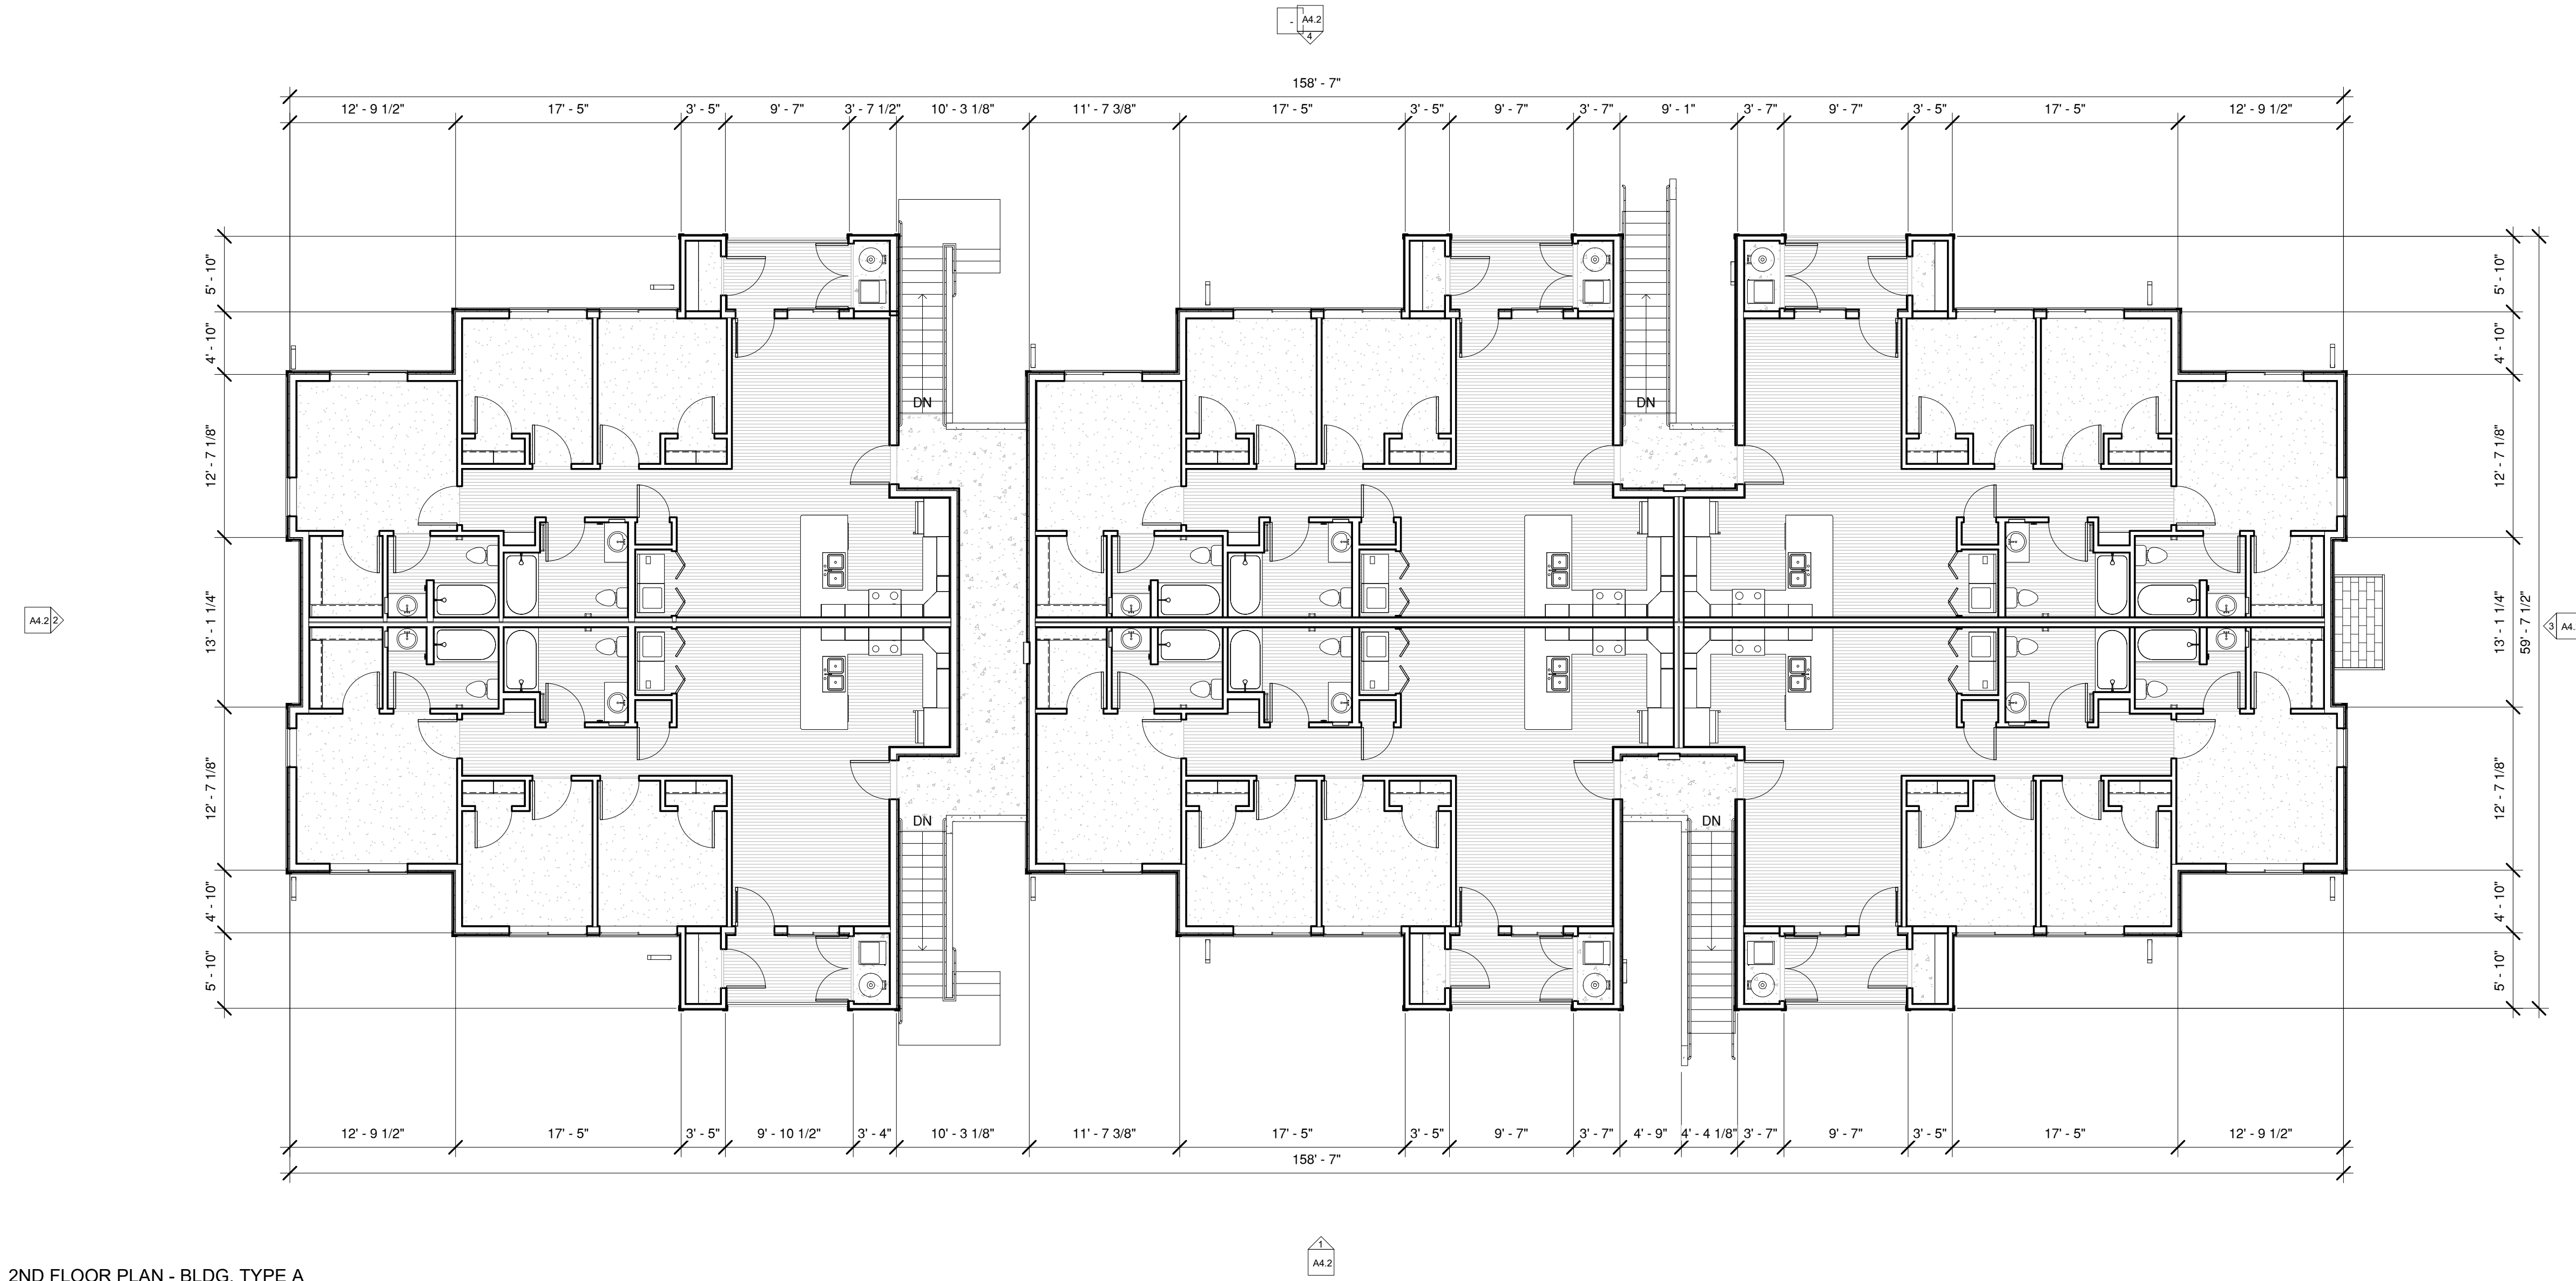 - A4.2
4
158' - 7"
12' - 9 1/2" 17' - 5" 3' - 5" 9' - 7" 3' - 7 1/2" 10' - 3 1/8" 11' - 7 3/8" 17' - 5" 3' - 5" 9' - 7" 3' - 7" 9' - 1" 3' - 7" 9' - 7" 3' - 5" 17' - 5" 12' - 9 1/2"
5' - 10"
4' - 10"
12' - 7 1/8"
13' - 1 1/4"
12' - 7 1/8"
4' - 10"
5' - 10"
A4.2 2
DN
DN
DN
DN
5' - 10"
4' - 10"
12' - 7 1/8"
13' - 1 1/4"
12' - 7 1/8"
4' - 10"
5' - 10"
59' - 7 1/2"
3 A4.
12' - 9 1/2" 17' - 5" 3' - 5" 9' - 10 1/2" 3' - 4" 10' - 3 1/8" 11' - 7 3/8" 17' - 5" 3' - 5" 9' - 7" 3' - 7" 4' - 9" 4' - 4 1/8" 3' - 7" 9' - 7" 3' - 5" 17' - 5" 12' - 9 1/2"
158' - 7"
1
A4.2
2ND FLOOR PLAN - BLDG. TYPE A